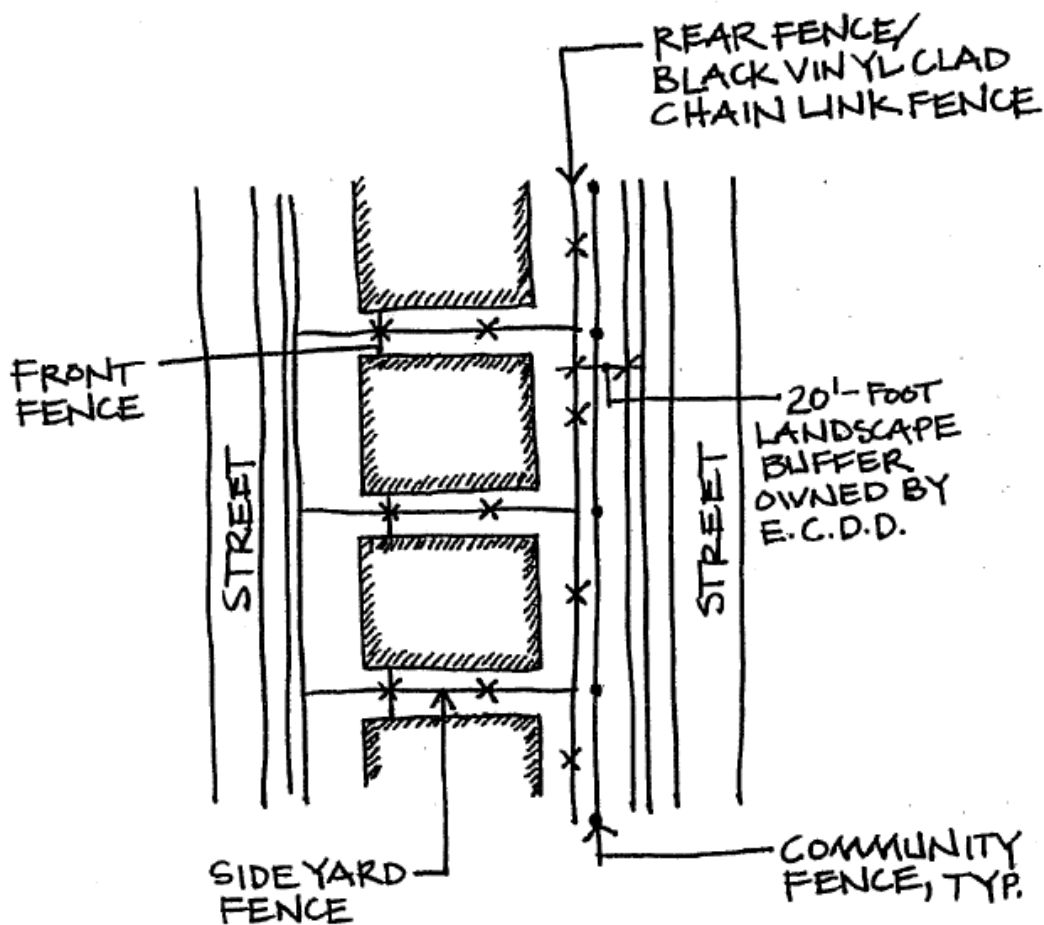 REAR FENCE/
BLACK VINYL CLAD
CHAIN LINK FENCE
FRONT
FENCE
STREET
20'-FOOT
LANDSCAPE
BUFFER
OWNED BY
E.C.D.D.
STREET
SIDE YARD
FENCE
COMMUNITY
FENCE, TYP.